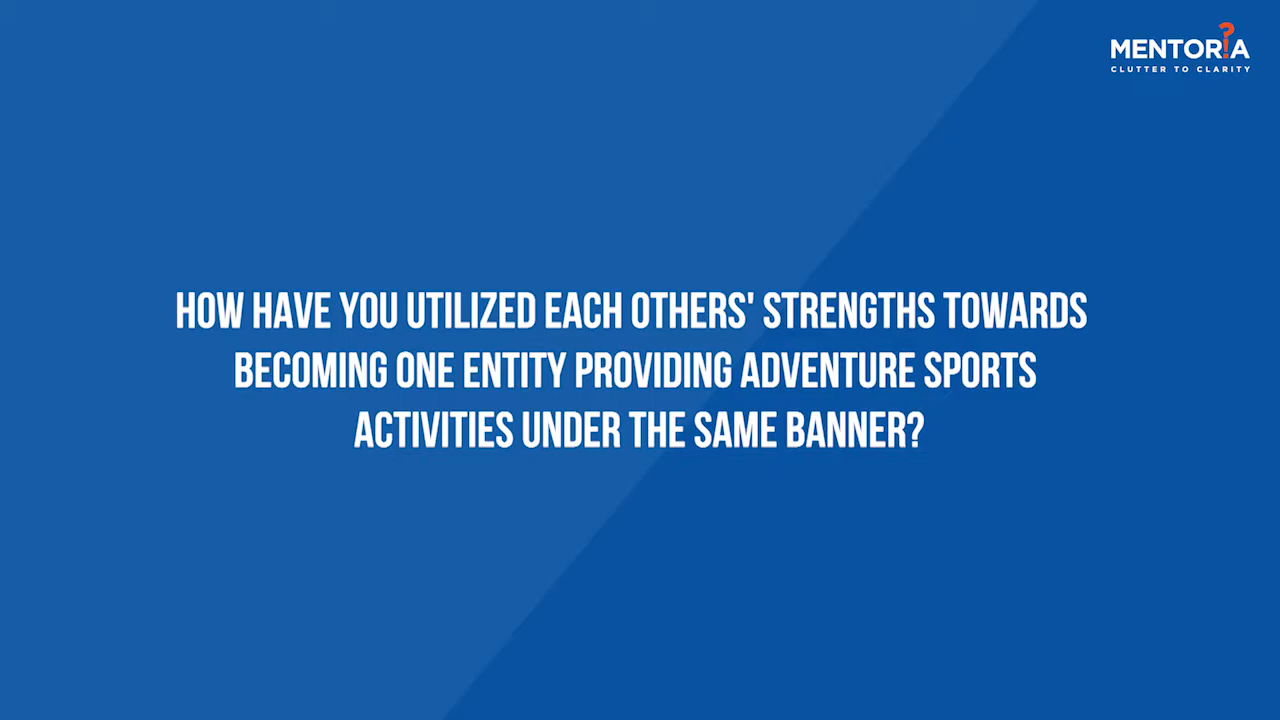 MENTORIA
CLUTTER TO CLARITY
HOW HAVE YOU UTILIZED EACH OTHERS' STRENGTHS TOWARDS
BECOMING ONE ENTITY PROVIDING ADVENTURE SPORTS
ACTIVITIES UNDER THE SAME BANNER?